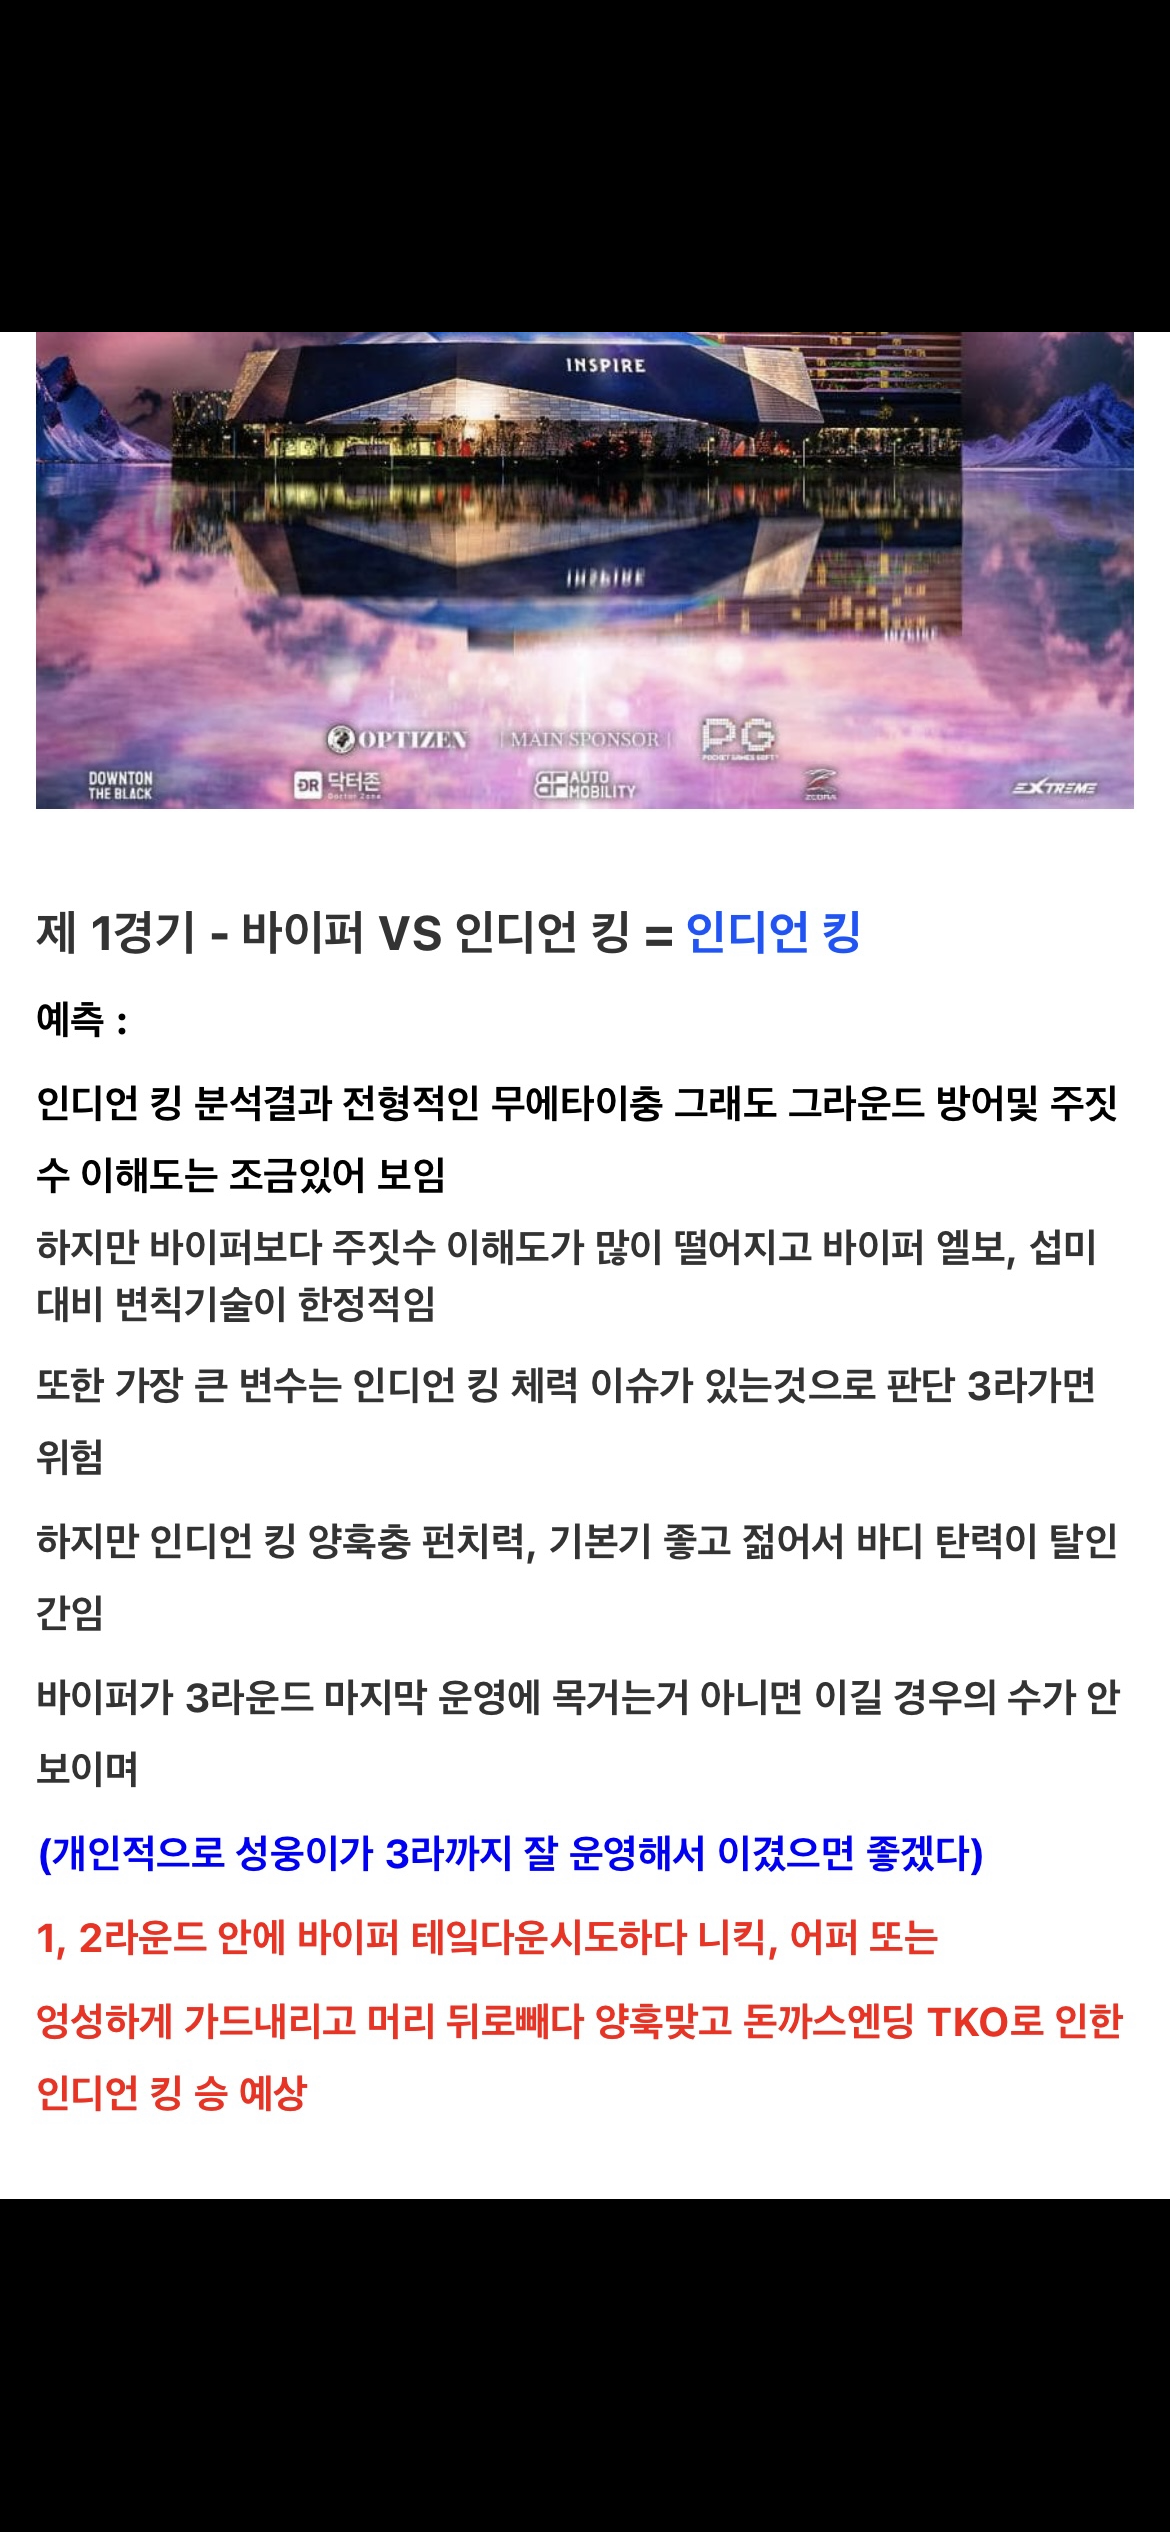 INSPIRE
INSPIRE
INSPIRE
OPTIZEN
| MAIN SPONSOR |
PG
POCKET GAMES SOFT
DOWNTON
THE BLACK
DR 닥터존
Doctor Zone
AUTO
MOBILITY
EXTREME
제 1경기 - 바이퍼 VS 인디언 킹 = 인디언 킹
예측 :
인디언 킹 분석결과 전형적인 무에타이충 그래도 그라운드 방어및 주짓
수 이해도는 조금있어 보임
하지만 바이퍼보다 주짓수 이해도가 많이 떨어지고 바이퍼 엘보, 섭미
대비 변칙기술이 한정적임
또한 가장 큰 변수는 인디언 킹 체력 이슈가 있는것으로 판단 3라가면
위험
하지만 인디언 킹 양훅충 펀치력, 기본기 좋고 젊어서 바디 탄력이 탈인
간임
바이퍼가 3라운드 마지막 운영에 목거는거 아니면 이길 경우의 수가 안
보이며
(개인적으로 성웅이가 3라까지 잘 운영해서 이겼으면 좋겠다)
1, 2라운드 안에 바이퍼 테잌다운시도하다 니킥, 어퍼 또는
엉성하게 가드내리고 머리 뒤로빼다 양훅맞고 돈까스엔딩 TKO로 인한
인디언 킹 승 예상